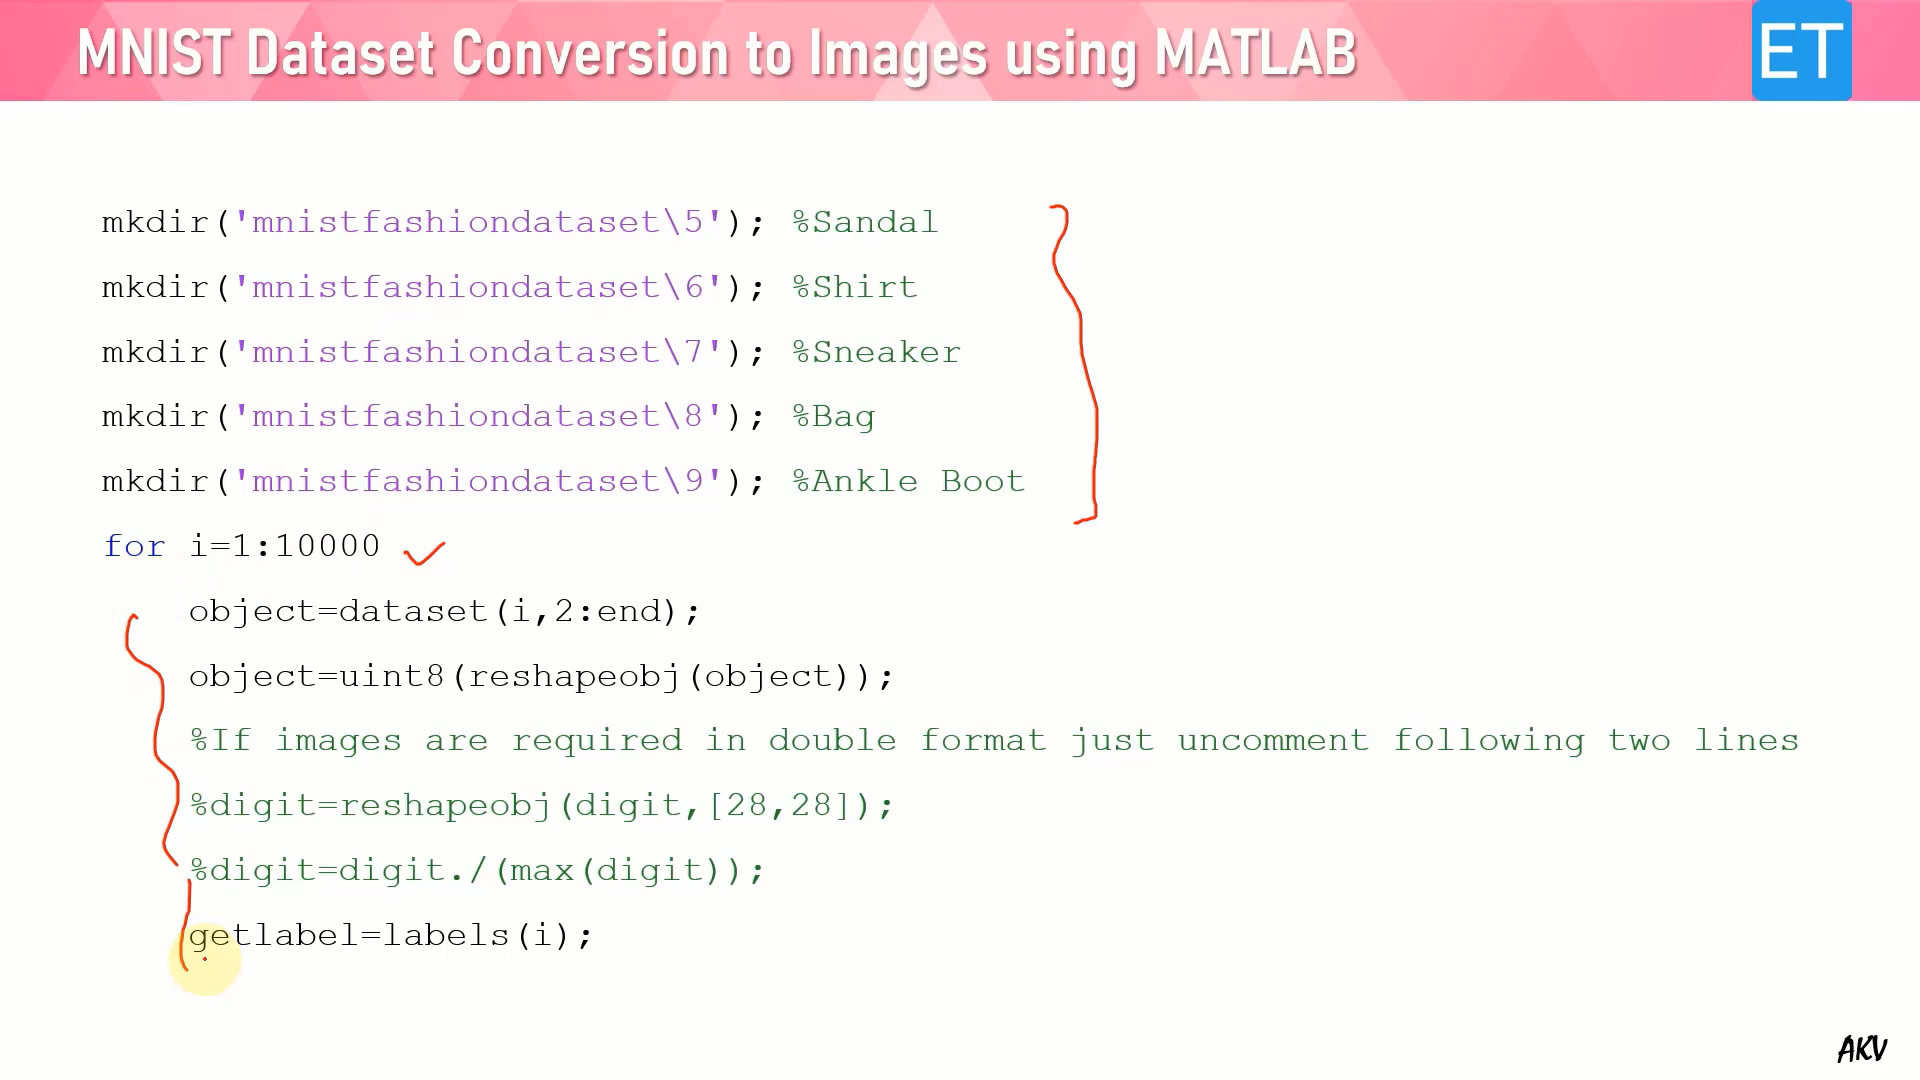 MNIST Dataset Conversion to Images using MATLAB
ET
mkdir('mnistfashiondataset\5'); %Sandal
mkdir('mnistfashiondataset\6'); %Shirt
mkdir('mnistfashiondataset\7'); %Sneaker
mkdir('mnistfashiondataset\8'); %Bag
mkdir('mnistfashiondataset\9'); %Ankle Boot
for i=1:10000
object=dataset(i,2:end);
object=uint8(reshapeobj(object));
%If images are required in double format just uncomment following two lines
%digit=reshapeobj(digit,[28,28]);
%digit=digit./(max(digit));
getlabel=labels(i);
AKV